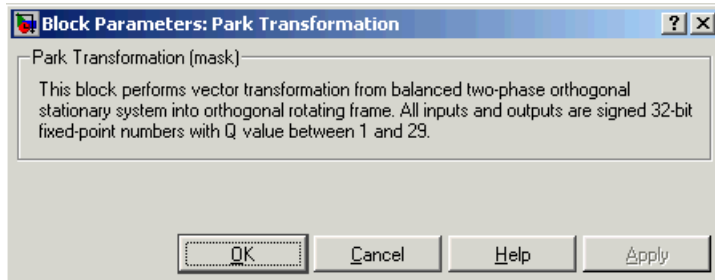 Block Parameters: Park Transformation
Park Transformation (mask)
This block performs vector transformation from balanced two-phase orthogonal
stationary system into orthogonal rotating frame. All inputs and outputs are signed 32-bit
fixed-point numbers with Q value between 1 and 29.
OK Cancel Help Apply